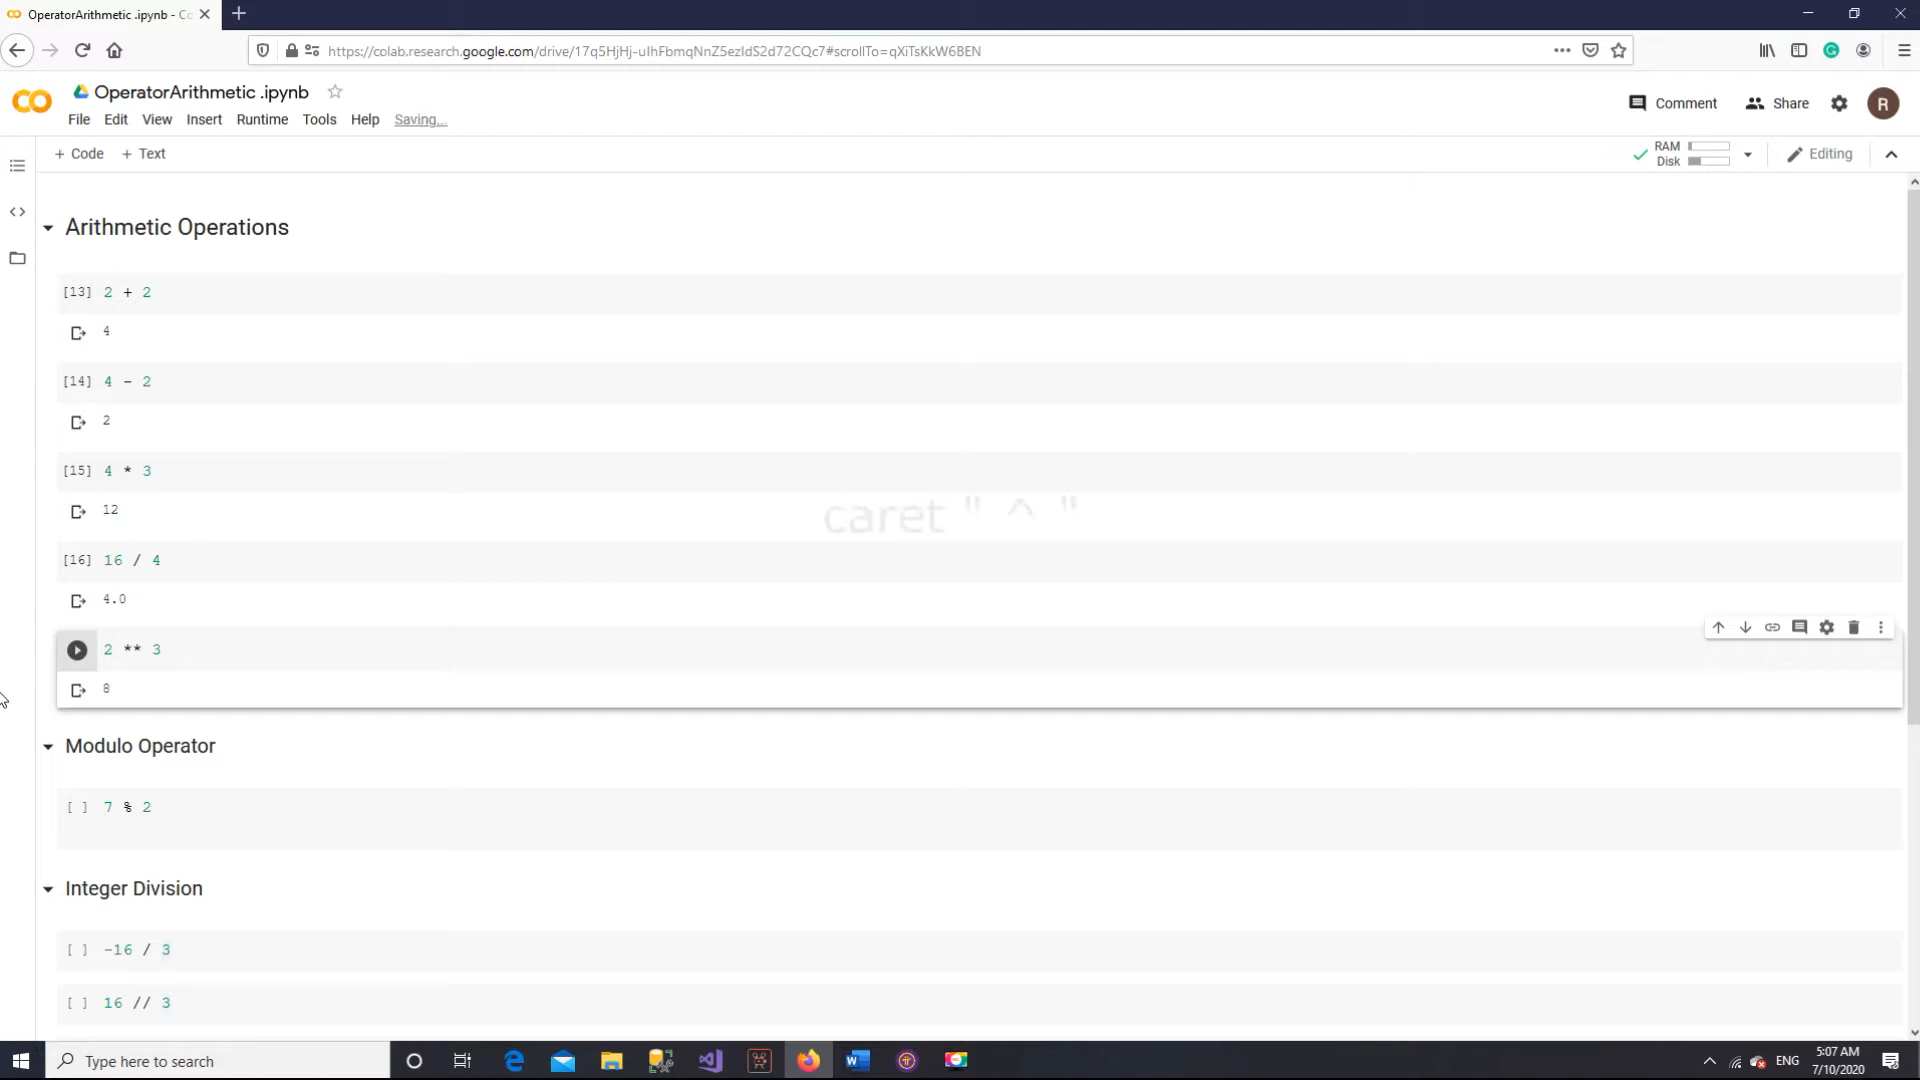 OperatorArithmetic .ipynb - Co
https://colab.research.google.com/drive/17q5HjHj-uIhFbmqNnZ5ezIdS2d72CQc7#scrollTo=qXiTsKkW6BEN
OperatorArithmetic .ipynb
Comment
Share
R
File Edit View Insert Runtime Tools Help Saving...
+ Code + Text
RAM
Disk
Editing
Arithmetic Operations
[13] 2 + 2
4
[14] 4 - 2
2
[15] 4 * 3
12
caret " ^ "
[16] 16 / 4
4.0
2 ** 3
8
Modulo Operator
[ ] 7 % 2
Integer Division
[ ] -16 / 3
[ ] 16 // 3
Type here to search
ENG
5:07 AM
7/10/2020